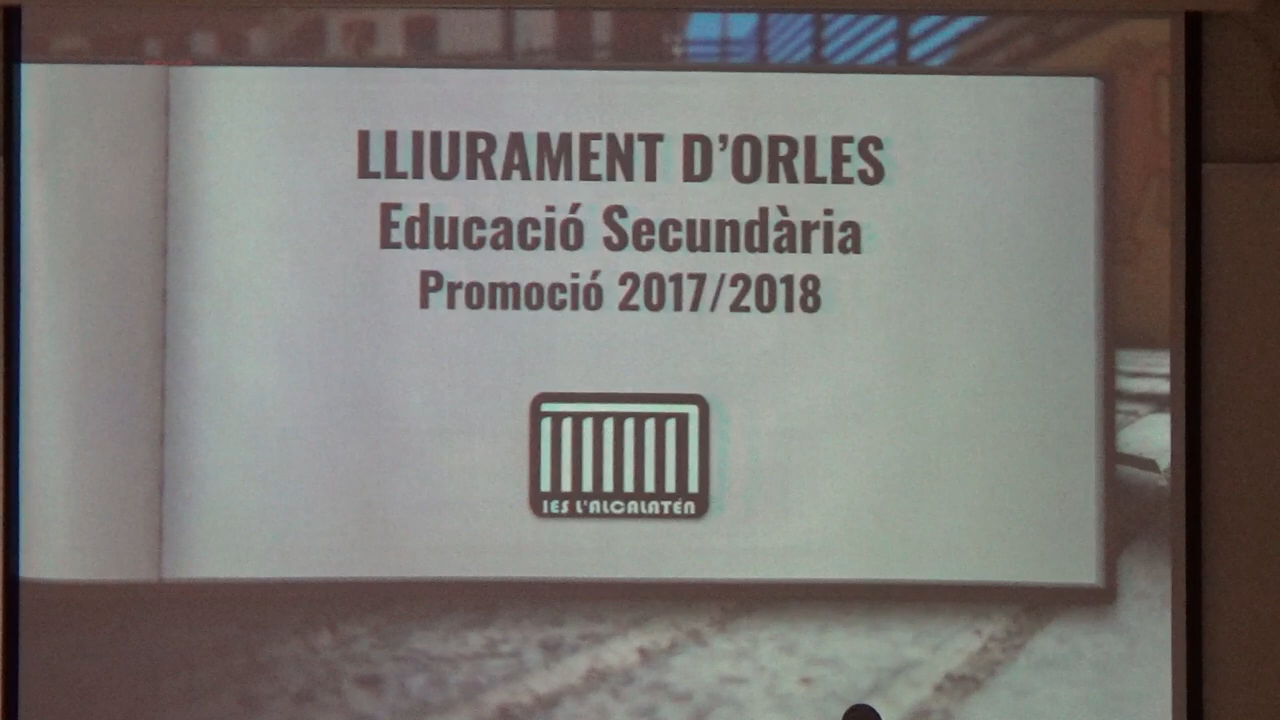 LLIURAMENT D'ORLES
Educació Secundària
Promoció 2017/2018
IES L'ALCALATÉN